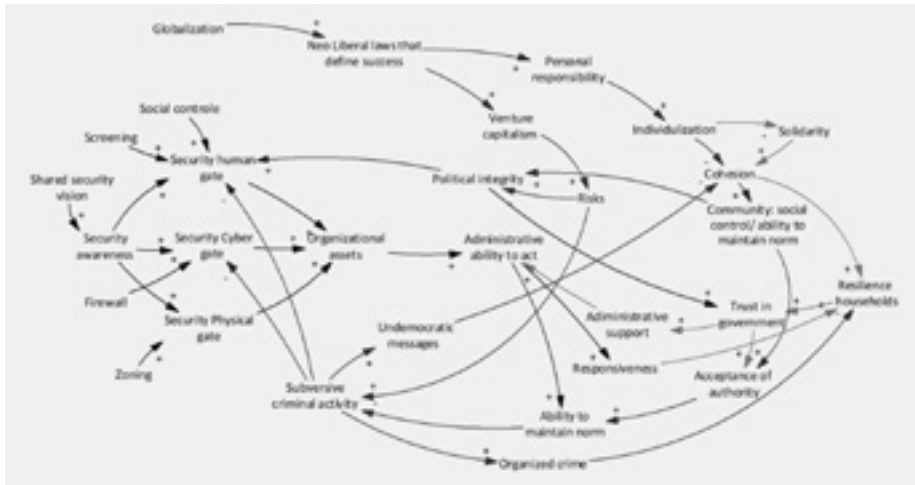 Globalization
Neo Liberal laws that
define success
Personal
responsibility
Social controle
Venture
capitalism
Individulization
Solidarity
Screening
Security human
gate
Shared security
vision
Political integrity
Cohesion
Risks
Community: social
control/ ability to
maintain norm
Security
awareness
Security Cyber
gate
Organizational
assets
Administrative
ability to act
Resilience
households
Firewall
Security Physical
gate
Trust in
government
Administrative
support
Undemocratic
messages
Zoning
Responsiveness
Acceptance of
authority
Subversive
criminal activity
Ability to
maintain norm
Organized crime